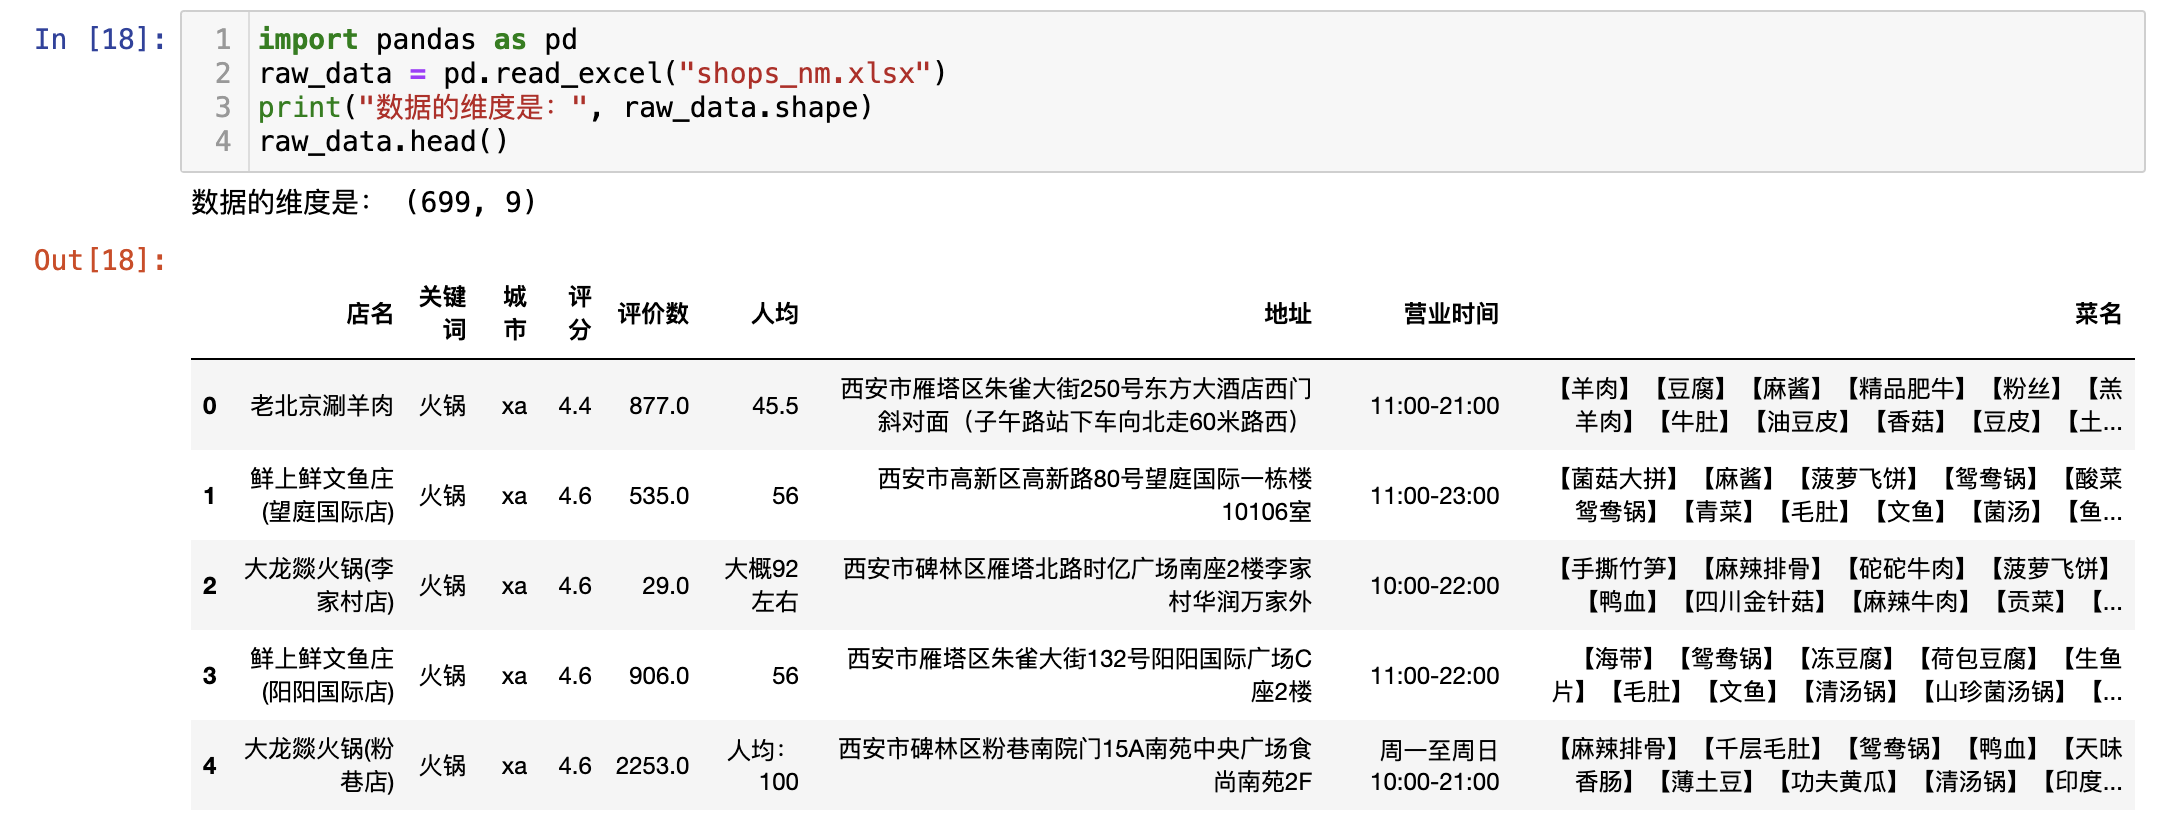 In [18]:
1 import pandas as pd
2 raw_data = pd.read_excel("shops_nm.xlsx")
3 print("数据的维度是：", raw_data.shape)
4 raw_data.head()
数据的维度是： (699, 9)
Out[18]:
店名 关键词 城市 评分 评价数 人均 地址 营业时间 菜名
0 老北京涮羊肉 火锅 xa 4.4 877.0 45.5 西安市雁塔区朱雀大街250号东方大酒店西门斜对面（子午路站下车向北走60米路西） 11:00-21:00 【羊肉】【豆腐】【麻酱】【精品肥牛】【粉丝】【羔羊肉】【牛肚】【油豆皮】【香菇】【豆皮】【土...
1 鲜上鲜文鱼庄(望庭国际店) 火锅 xa 4.6 535.0 56 西安市高新区高新路80号望庭国际一栋楼10106室 11:00-23:00 【菌菇大拼】【麻酱】【菠萝飞饼】【鸳鸯锅】【酸菜鸳鸯锅】【青菜】【毛肚】【文鱼】【菌汤】【鱼...
2 大龙燚火锅(李家村店) 火锅 xa 4.6 29.0 大概92左右 西安市碑林区雁塔北路时亿广场南座2楼李家村华润万家外 10:00-22:00 【手撕竹笋】【麻辣排骨】【砣砣牛肉】【菠萝飞饼】【鸭血】【四川金针菇】【麻辣牛肉】【贡菜】【...
3 鲜上鲜文鱼庄(阳阳国际店) 火锅 xa 4.6 906.0 56 西安市雁塔区朱雀大街132号阳阳国际广场C座2楼 11:00-22:00 【海带】【鸳鸯锅】【冻豆腐】【荷包豆腐】【生鱼片】【毛肚】【文鱼】【清汤锅】【山珍菌汤锅】【...
4 大龙燚火锅(粉巷店) 火锅 xa 4.6 2253.0 人均：100 西安市碑林区粉巷南院门15A南苑中央广场食尚南苑2F 周一至周日 10:00-21:00 【麻辣排骨】【千层毛肚】【鸳鸯锅】【鸭血】【天味香肠】【薄土豆】【功夫黄瓜】【清汤锅】【印度...